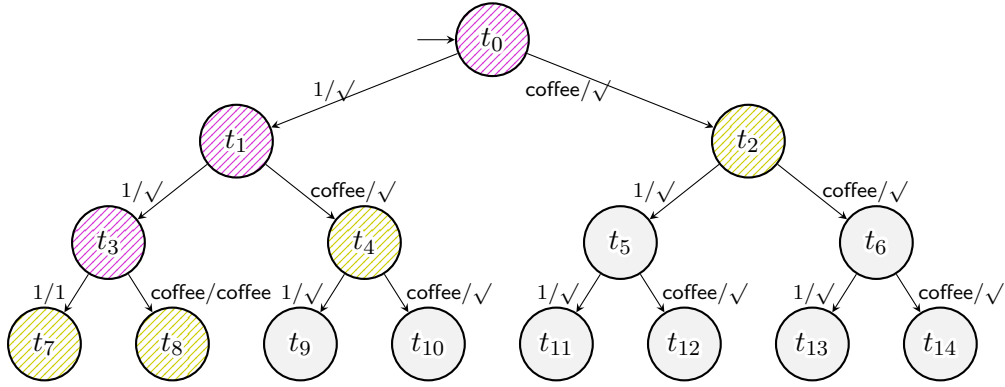 t₀
1/√ coffee/√
t₁ t₂
1/√ coffee/√ 1/√ coffee/√
t₃ t₄ t₅ t₆
1/1 coffee/coffee 1/√ coffee/√ 1/√ coffee/√ 1/√ coffee/√
t₇ t₈ t₉ t₁₀ t₁₁ t₁₂ t₁₃ t₁₄